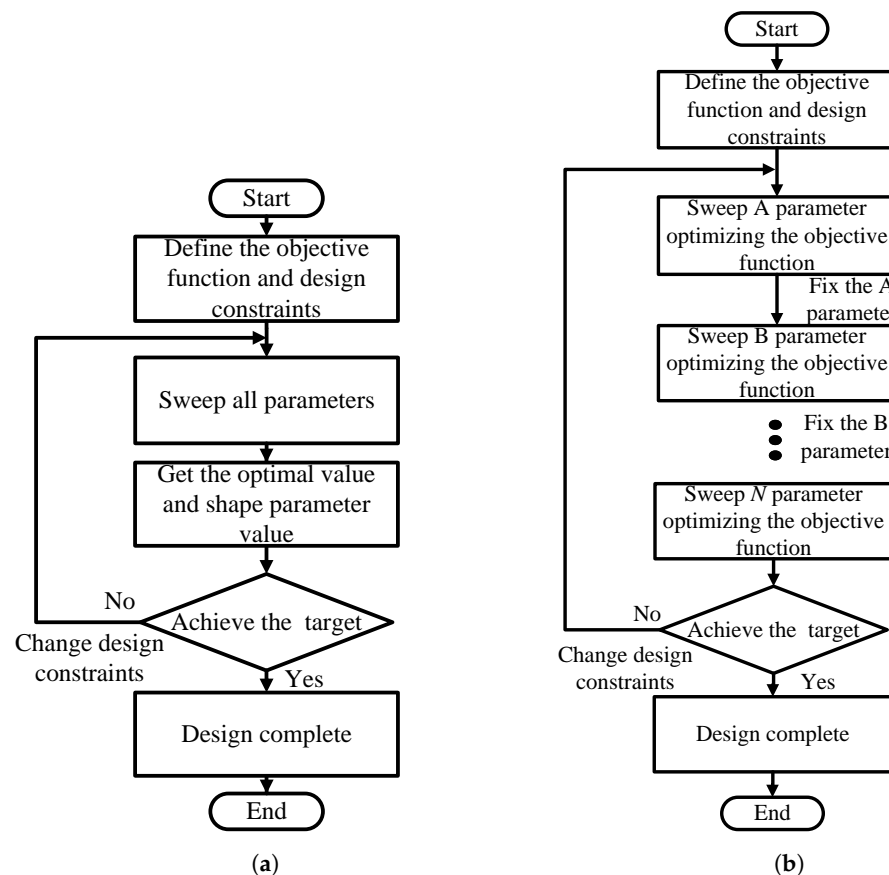 Start
Define the objective
function and design
constraints
Sweep all parameters
Get the optimal value
and shape parameter
value
Achieve the target
No
Change design
constraints
Yes
Design complete
End
(a)
Start
Define the objective
function and design
constraints
Sweep A parameter
optimizing the objective
function
Fix the A
paramete
Sweep B parameter
optimizing the objective
function
Fix the B
parameter
Sweep N parameter
optimizing the objective
function
Achieve the target
No
Change design
constraints
Yes
Design complete
End
(b)